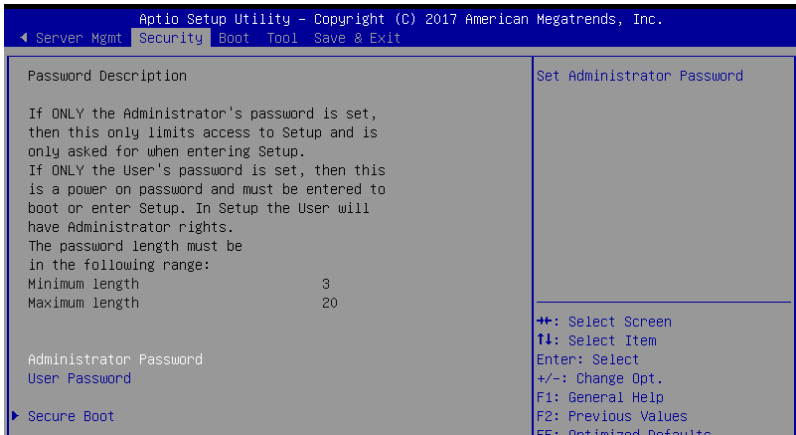 Aptio Setup Utility – Copyright (C) 2017 American Megatrends, Inc.
Server Mgmt Security Boot Tool Save & Exit
Password Description
If ONLY the Administrator's password is set,
then this only limits access to Setup and is
only asked for when entering Setup.
If ONLY the User's password is set, then this
is a power on password and must be entered to
boot or enter Setup. In Setup the User will
have Administrator rights.
The password length must be
in the following range:
Minimum length 3
Maximum length 20
Administrator Password
User Password
Secure Boot
Set Administrator Password
→←: Select Screen
↑↓: Select Item
Enter: Select
+/-: Change Opt.
F1: General Help
F2: Previous Values
Optimized Defaults